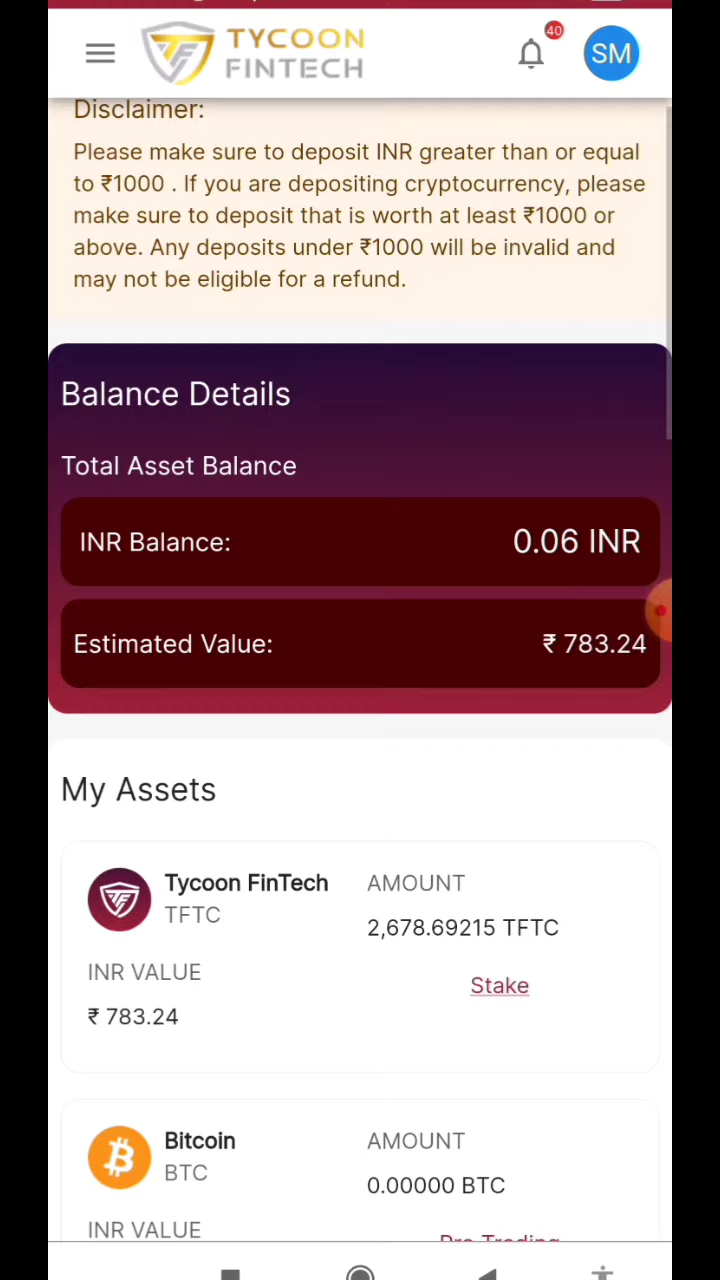 TYCOON
FINTECH
40
SM
Disclaimer:
Please make sure to deposit INR greater than or equal
to ₹1000 . If you are depositing cryptocurrency, please
make sure to deposit that is worth at least ₹1000 or
above. Any deposits under ₹1000 will be invalid and
may not be eligible for a refund.
Balance Details
Total Asset Balance
INR Balance: 0.06 INR
Estimated Value: ₹ 783.24
My Assets
Tycoon FinTech AMOUNT
TFTC 2,678.69215 TFTC
INR VALUE Stake
₹ 783.24
Bitcoin AMOUNT
BTC 0.00000 BTC
INR VALUE
Pro Trading